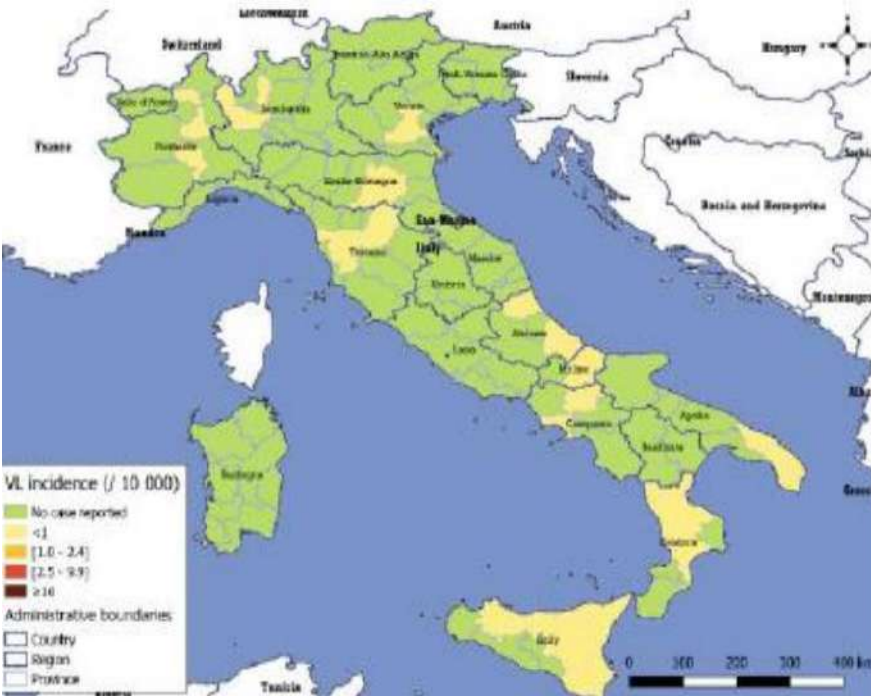 Austria
Switzerland
Hungary
Slovenia
Lombardia
Veneto
France
Piemonte
Croatia
Emilia-Romagna
Liguria
Bosnia and Herzegovina
San Marino
Italy
Toscana
Marche
Umbria
Montenegro
Abruzzo
Lazio
Molise
Campania
Apulia
Basilicata
Sardegna
Calabria
Sicily
Tunisia
VL incidence (/ 10 000)
No case reported
<1
[1.0 - 2.4]
[2.5 - 9.9]
≥10
Administrative boundaries
Country
Region
Province
0 100 200 300 400 km